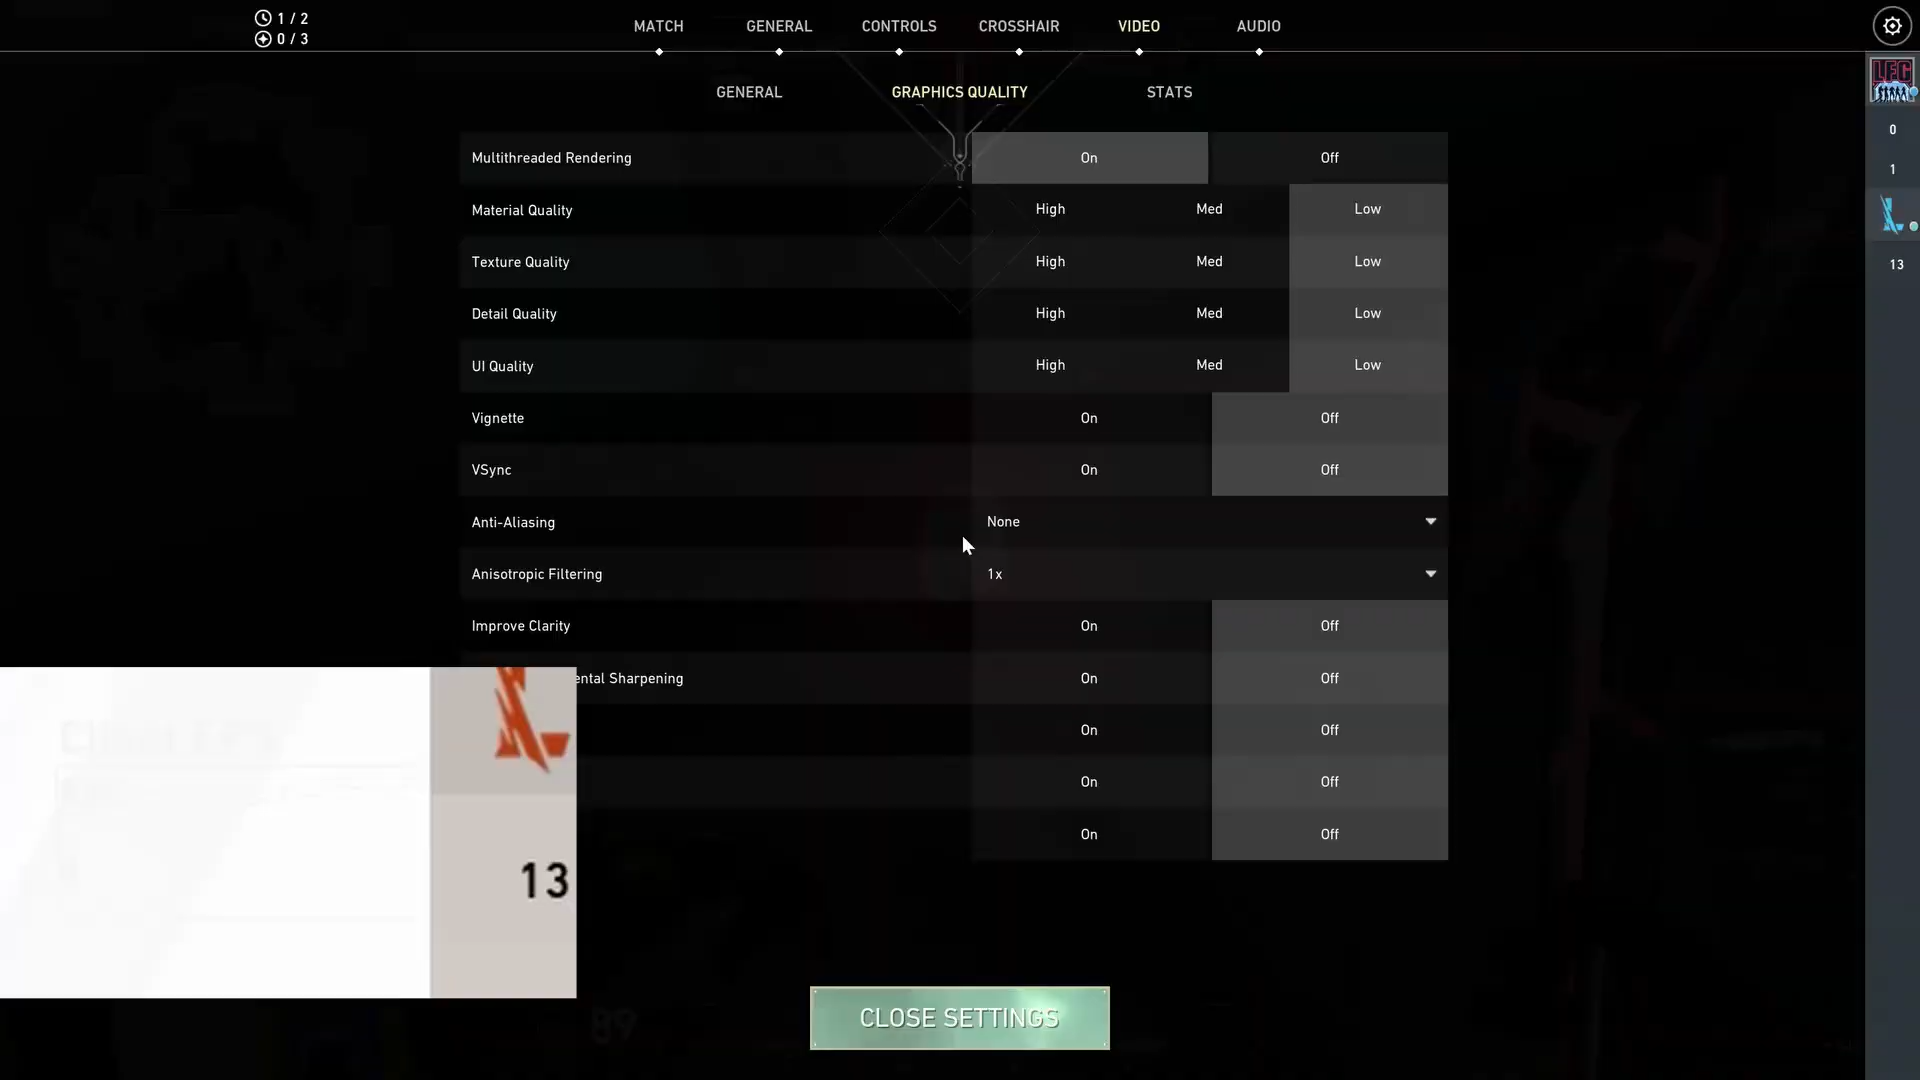 1 / 2
0 / 3
MATCH GENERAL CONTROLS CROSSHAIR VIDEO AUDIO
GENERAL GRAPHICS QUALITY STATS
LFG
0
1
13
Multithreaded Rendering On Off
Material Quality High Med Low
Texture Quality High Med Low
Detail Quality High Med Low
UI Quality High Med Low
Vignette On Off
VSync On Off
Anti-Aliasing None
Anisotropic Filtering 1x
Improve Clarity On Off
ental Sharpening On Off
On Off
On Off
On Off
13
89
CLOSE SETTINGS